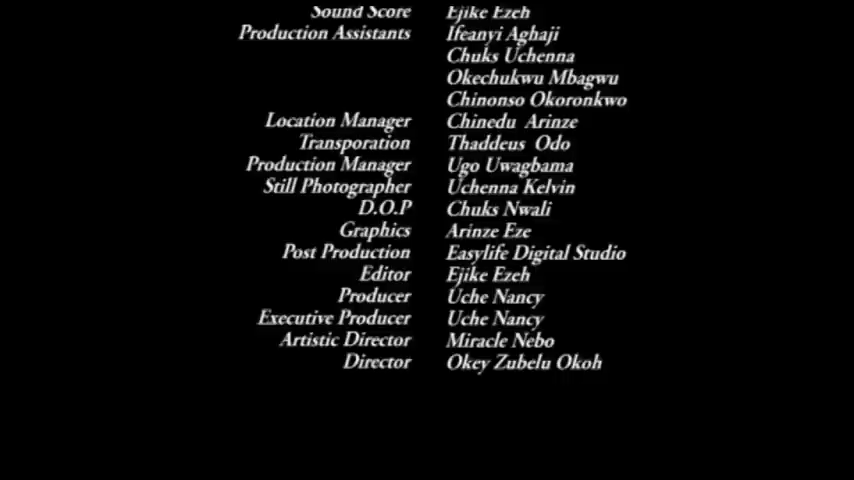 Sound Score Ejike Ezeh
Production Assistants Ifeanyi Aghaji
Chuks Uchenna
Okechukwu Mbagwu
Chinonso Okoronkwo
Location Manager Chinedu Arinze
Transporation Thaddeus Odo
Production Manager Ugo Uwagbama
Still Photographer Uchenna Kelvin
D.O.P Chuks Nwali
Graphics Arinze Eze
Post Production Easylife Digital Studio
Editor Ejike Ezeh
Producer Uche Nancy
Executive Producer Uche Nancy
Artistic Director Miracle Nebo
Director Okey Zubelu Okoh